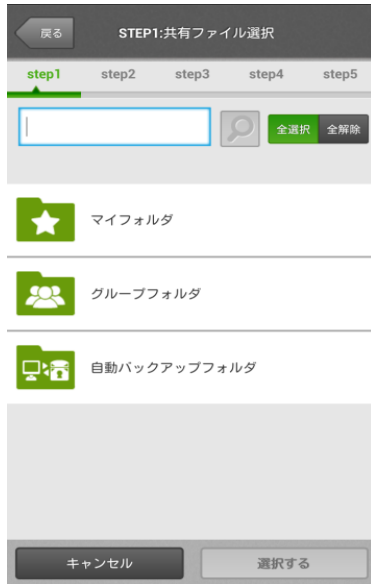 戻る
STEP1:共有ファイル選択
step1 step2 step3 step4 step5
全選択 全解除
マイフォルダ
グループフォルダ
自動バックアップフォルダ
キャンセル 選択する